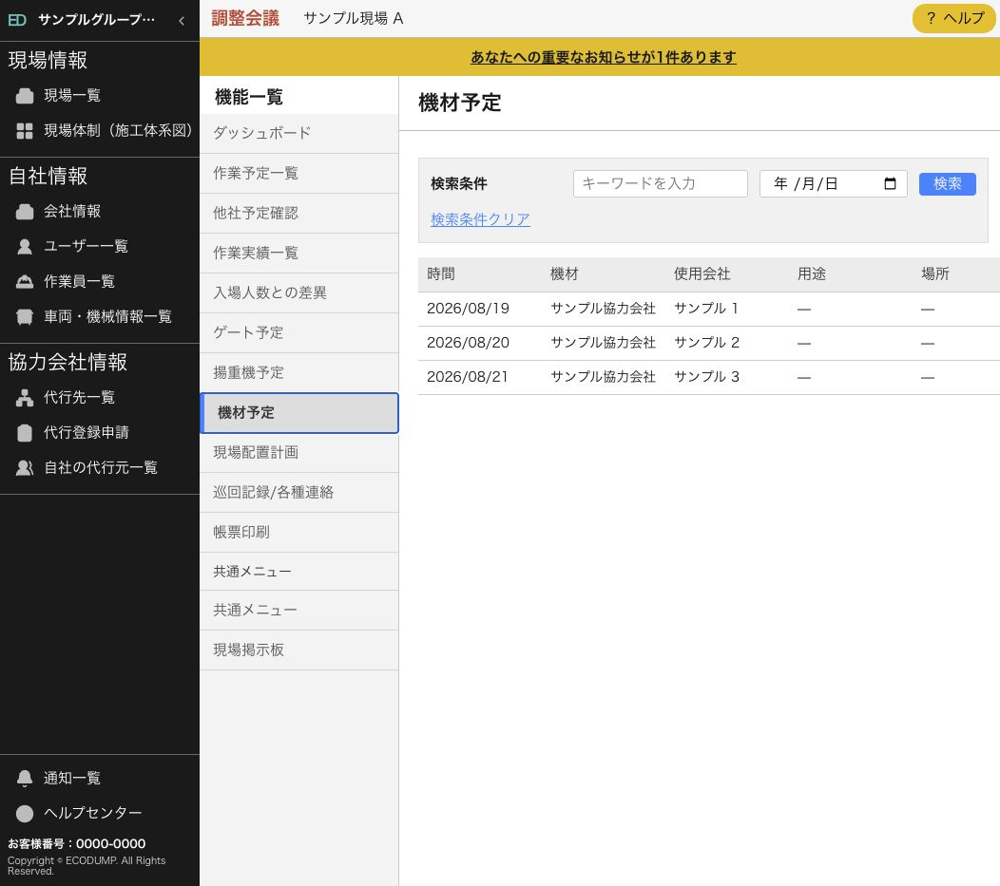 ED サンプルグループ…
現場情報
現場一覧
現場体制（施工体系図）
自社情報
会社情報
ユーザー一覧
作業員一覧
車両・機械情報一覧
協力会社情報
代行先一覧
代行登録申請
自社の代行元一覧
通知一覧
ヘルプセンター
お客様番号：0000-0000
Copyright © ECODUMP. All Rights
Reserved.
調整会議 サンプル現場 A ? ヘルプ
あなたへの重要なお知らせが1件あります
機能一覧
ダッシュボード
作業予定一覧
他社予定確認
作業実績一覧
入場人数との差異
ゲート予定
揚重機予定
機材予定
現場配置計画
巡回記録/各種連絡
帳票印刷
共通メニュー
共通メニュー
現場掲示板
機材予定
検索条件 キーワードを入力 年 /月/日 検索
検索条件クリア
時間 機材 使用会社 用途 場所
2026/08/19 サンプル協力会社 サンプル 1 — —
2026/08/20 サンプル協力会社 サンプル 2 — —
2026/08/21 サンプル協力会社 サンプル 3 — —